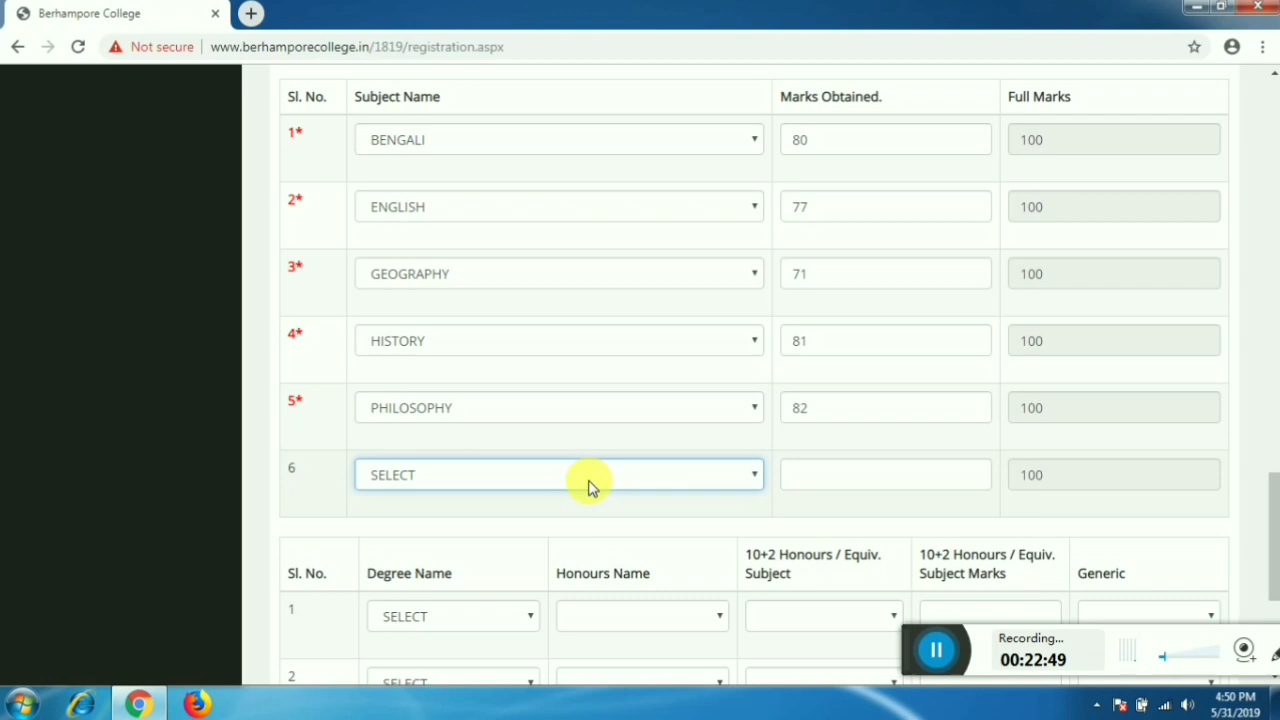 Berhampore College
Not secure www.berhamporecollege.in/1819/registration.aspx
Sl. No. Subject Name Marks Obtained. Full Marks
1* BENGALI 80 100
2* ENGLISH 77 100
3* GEOGRAPHY 71 100
4* HISTORY 81 100
5* PHILOSOPHY 82 100
6 SELECT 100
Sl. No. Degree Name Honours Name 10+2 Honours / Equiv. Subject 10+2 Honours / Equiv. Subject Marks Generic
1 SELECT
Recording...
00:22:49
2 SELECT
4:50 PM
5/31/2019